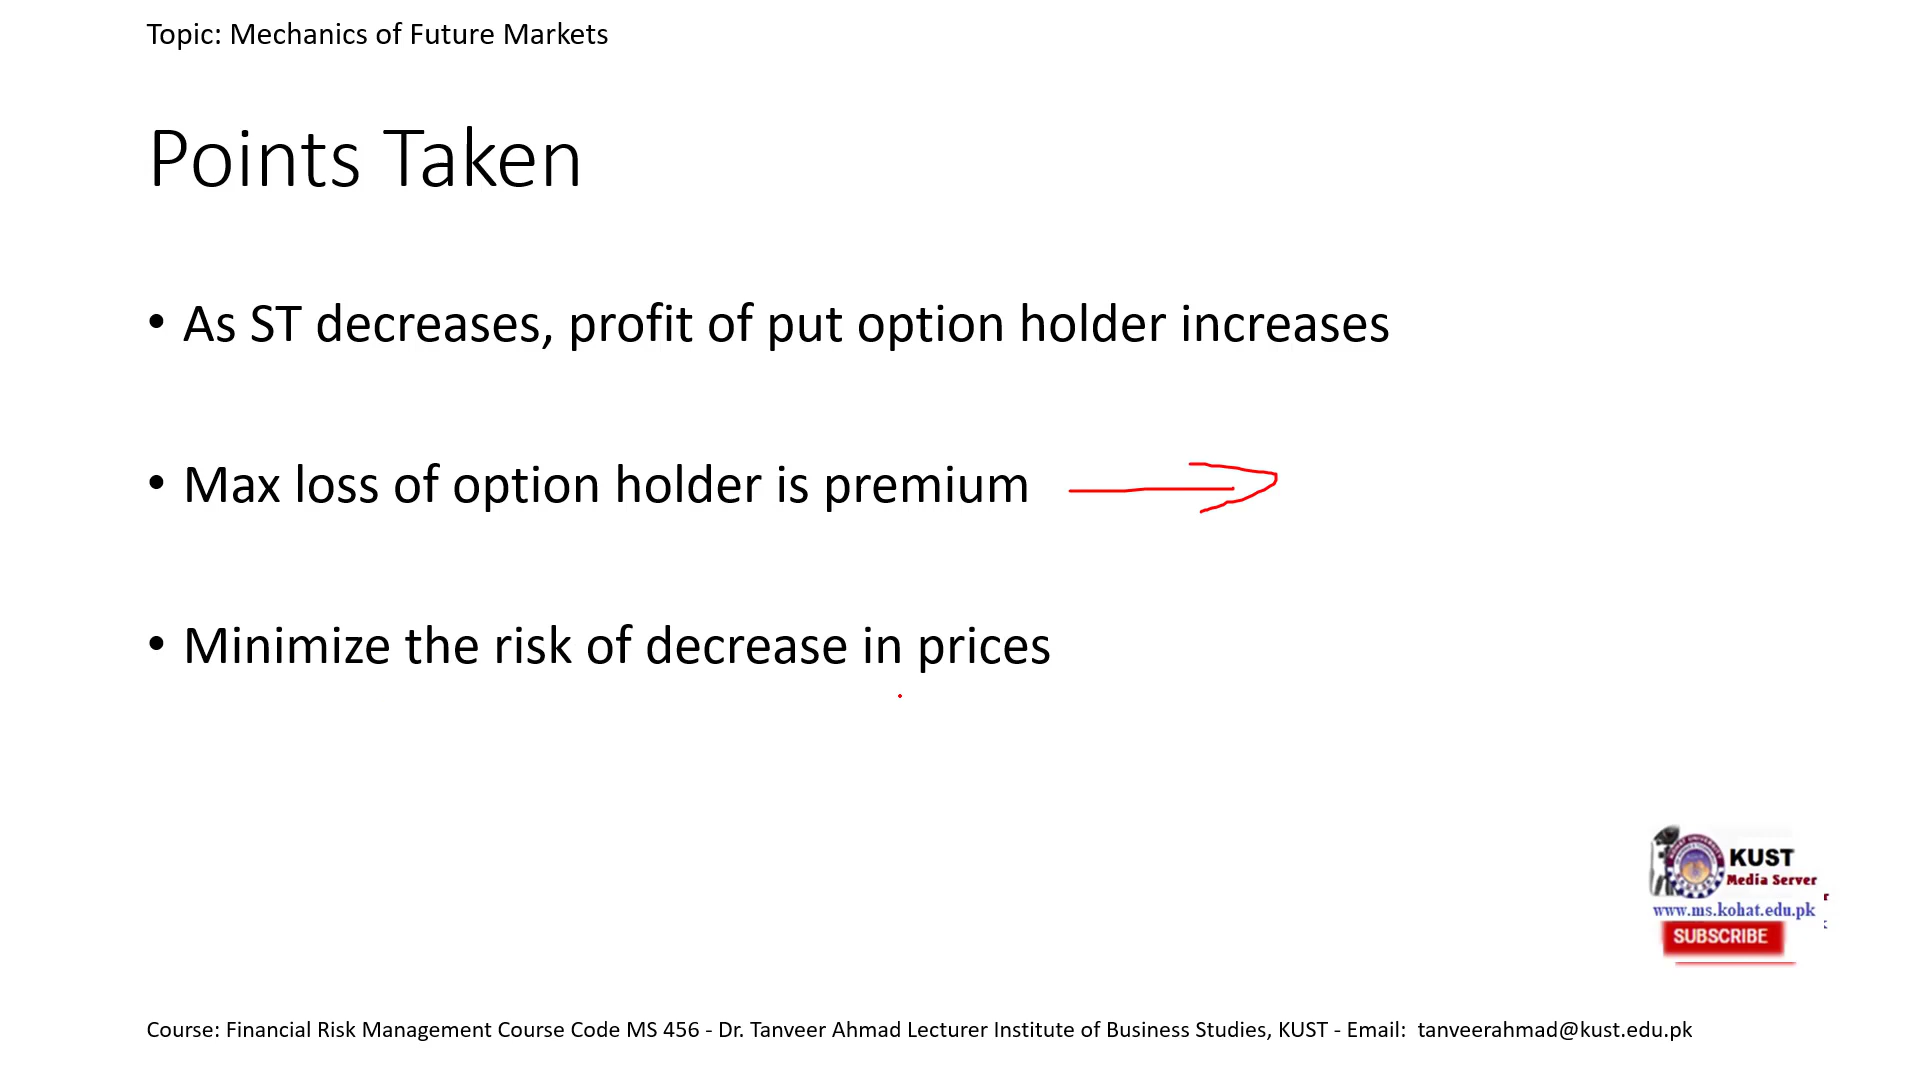 Topic: Mechanics of Future Markets
Points Taken
• As ST decreases, profit of put option holder increases
• Max loss of option holder is premium
• Minimize the risk of decrease in prices
KUST
Media Server
www.ms.kohat.edu.pk
SUBSCRIBE
Course: Financial Risk Management Course Code MS 456 - Dr. Tanveer Ahmad Lecturer Institute of Business Studies, KUST - Email: tanveerahmad@kust.edu.pk